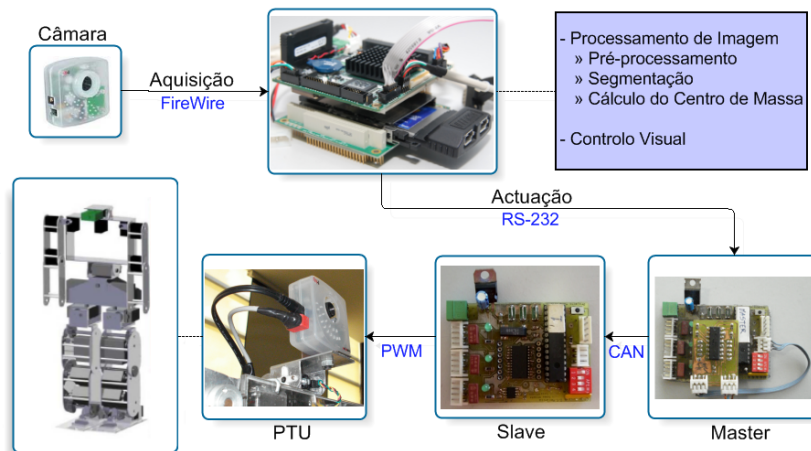 Câmara
Aquisição
FireWire
- Processamento de Imagem
» Pré-processamento
» Segmentação
» Cálculo do Centro de Massa
- Controlo Visual
Actuação
RS-232
PWM
CAN
PTU
Slave
Master